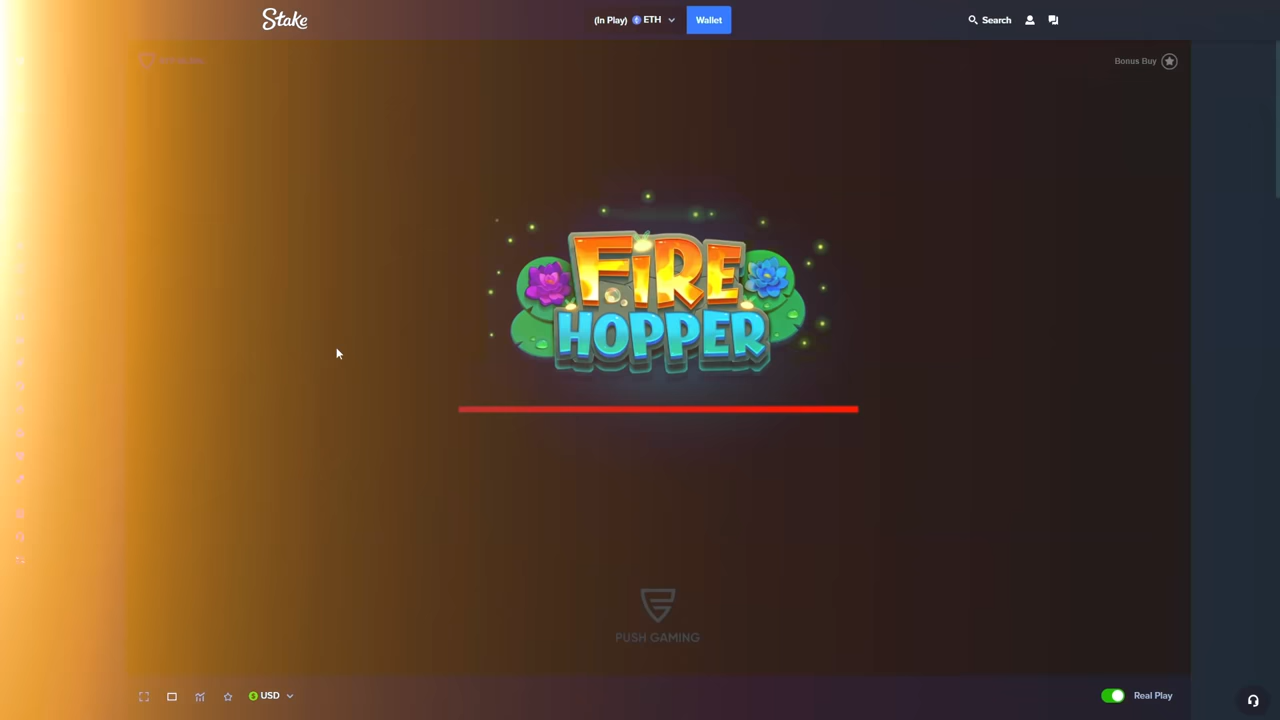 Stake
(In Play) ETH
Wallet
Search
Bonus Buy
FIRE
HOPPER
PUSH GAMING
USD
Real Play